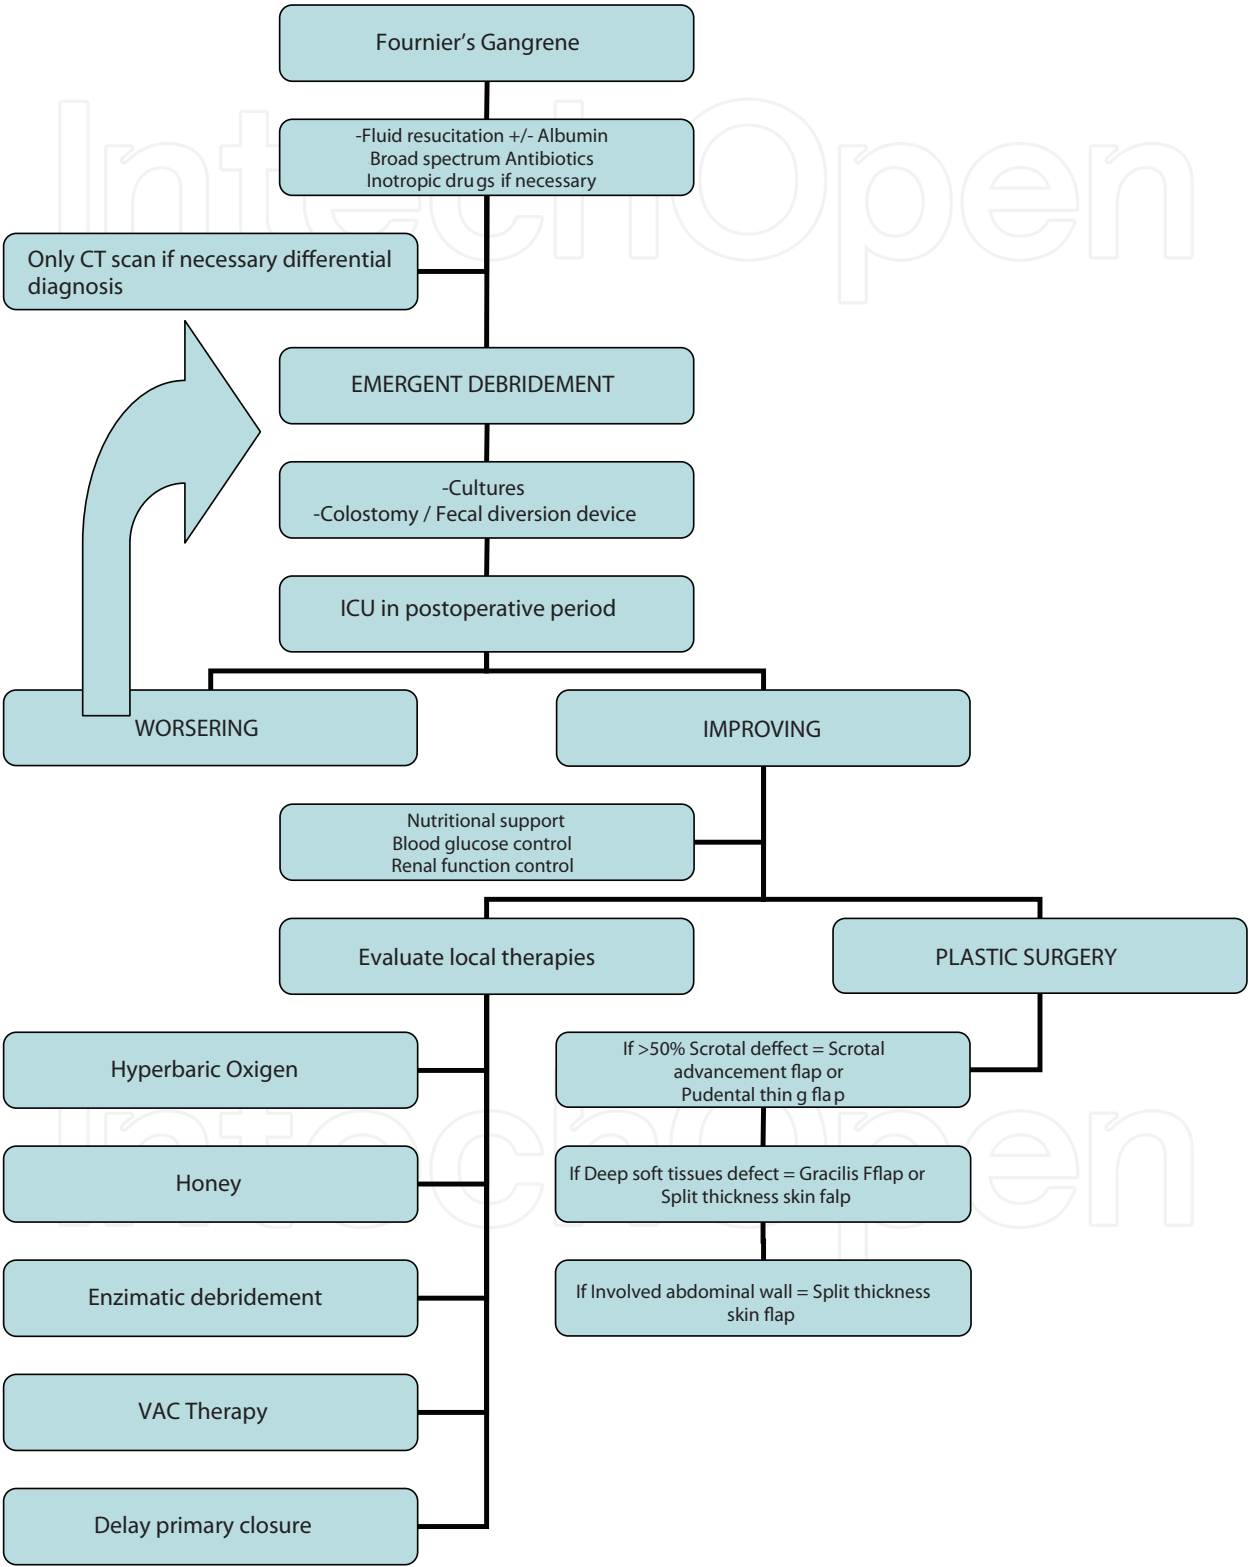 Fournier's Gangrene
-Fluid resucitation +/- Albumin
Broad spectrum Antibiotics
Inotropic drugs if necessary
Only CT scan if necessary differential
diagnosis
EMERGENT DEBRIDEMENT
-Cultures
-Colostomy / Fecal diversion device
ICU in postoperative period
WORSERING
IMPROVING
Nutritional support
Blood glucose control
Renal function control
Evaluate local therapies
PLASTIC SURGERY
Hyperbaric Oxigen
If >50% Scrotal deffect = Scrotal
advancement flap or
Pudental thin g flap
Honey
If Deep soft tissues defect = Gracilis Fflap or
Split thickness skin falp
Enzimatic debridement
If Involved abdominal wall = Split thickness
skin flap
VAC Therapy
Delay primary closure
IntechOpen
IntechOpen